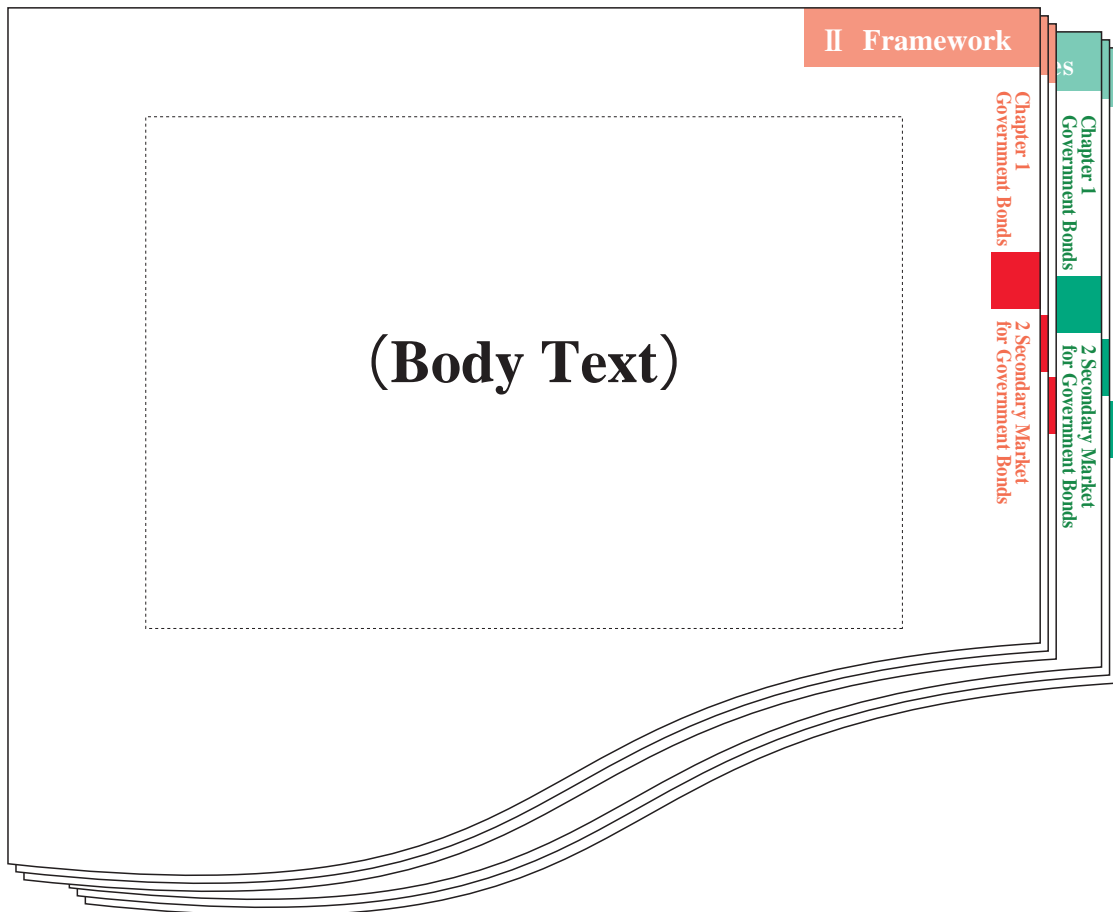 Ⅱ Framework
es
Chapter 1
Government Bonds
2 Secondary Market
for Government Bonds
Chapter 1
Government Bonds
2 Secondary Market
for Government Bonds
（Body Text）